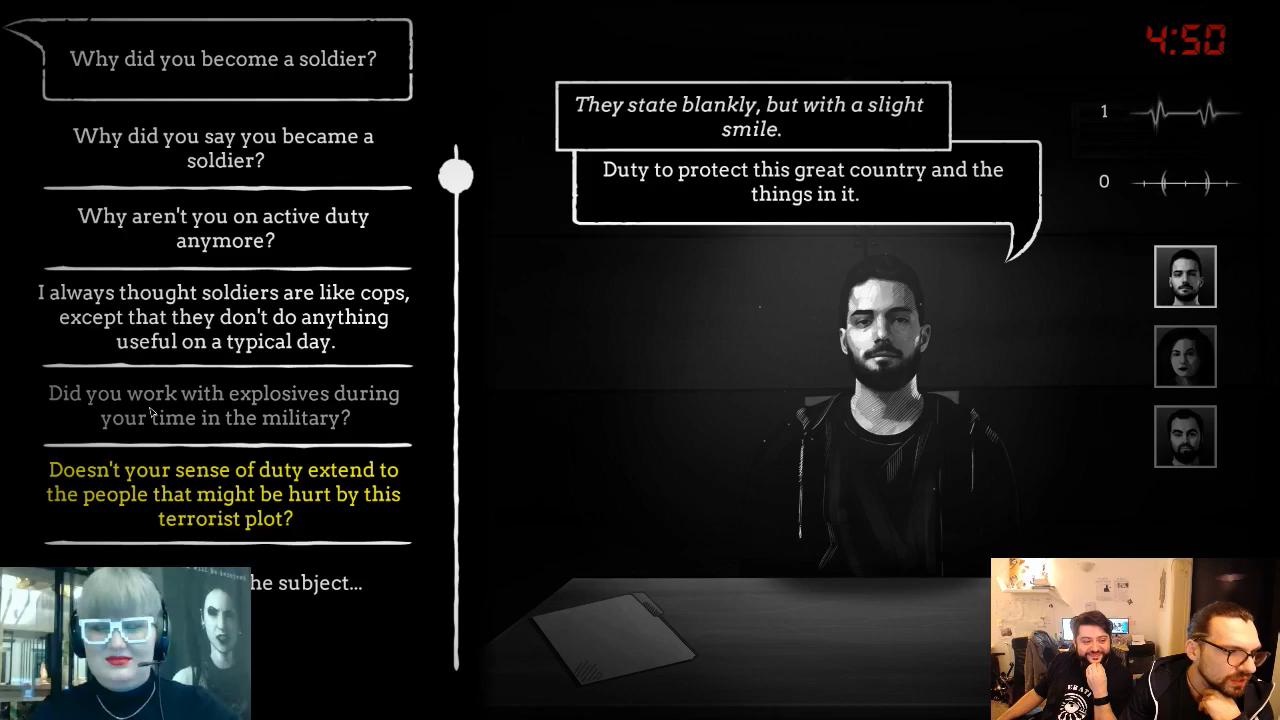 Why did you become a soldier?
Why did you say you became a
soldier?
Why aren't you on active duty
anymore?
I always thought soldiers are like cops,
except that they don't do anything
useful on a typical day.
Did you work with explosives during
your time in the military?
Doesn't your sense of duty extend to
the people that might be hurt by this
terrorist plot?
he subject...
They state blankly, but with a slight
smile.
Duty to protect this great country and the
things in it.
4:50
1
0